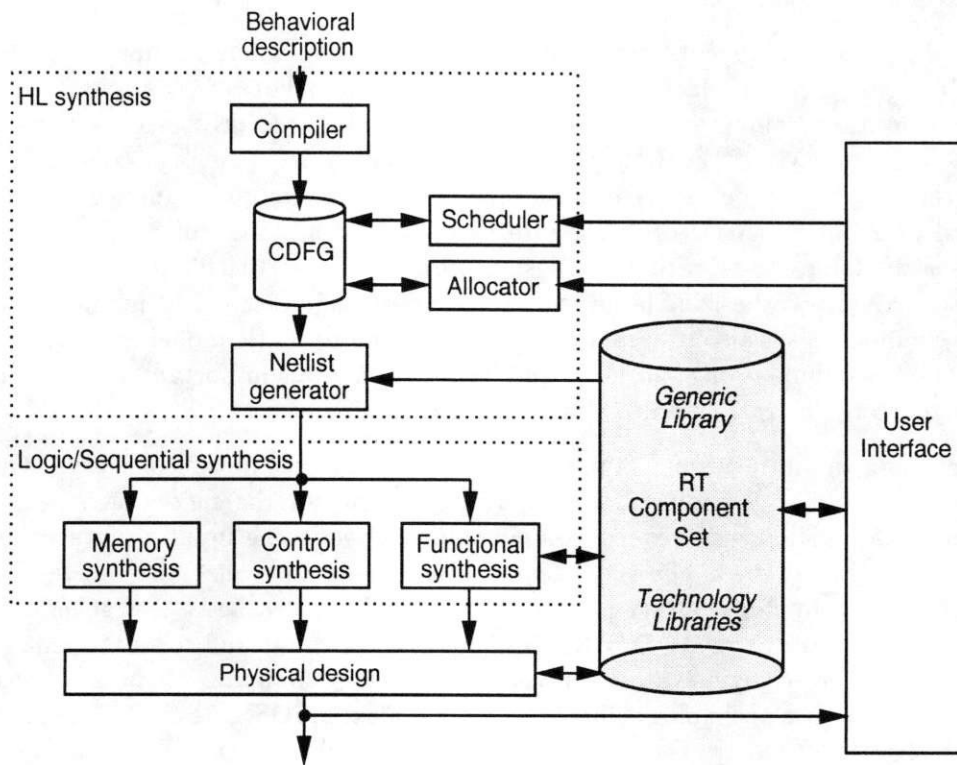 Behavioral
description
HL synthesis
Compiler
CDFG
Scheduler
Allocator
Netlist
generator
Generic
Library
RT
Component
Set
Technology
Libraries
User
Interface
Logic/Sequential synthesis
Memory
synthesis
Control
synthesis
Functional
synthesis
Physical design